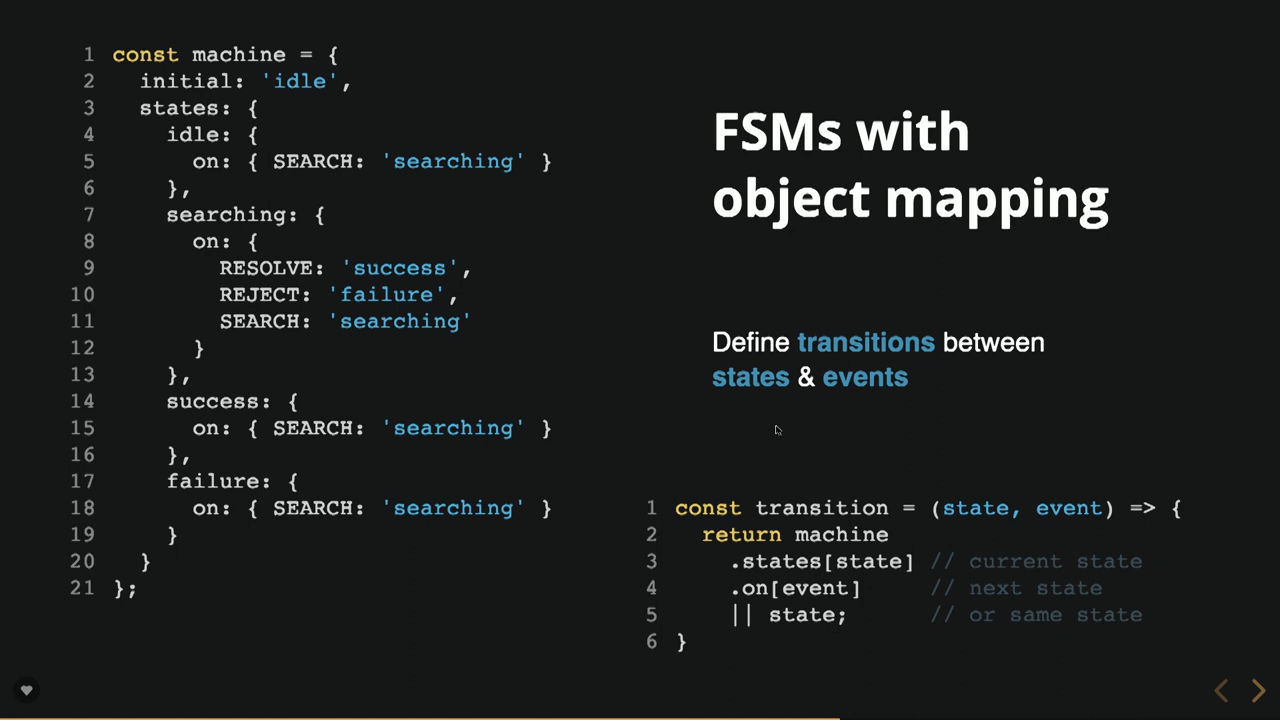 1 const machine = {
2   initial: 'idle',
3   states: {
4     idle: {
5       on: { SEARCH: 'searching' }
6     },
7     searching: {
8       on: {
9         RESOLVE: 'success',
10         REJECT: 'failure',
11         SEARCH: 'searching'
12       }
13     },
14     success: {
15       on: { SEARCH: 'searching' }
16     },
17     failure: {
18       on: { SEARCH: 'searching' }
19     }
20   }
21 };
FSMs with
object mapping
Define transitions between
states & events
1 const transition = (state, event) => {
2   return machine
3     .states[state] // current state
4     .on[event]     // next state
5     || state;      // or same state
6 }